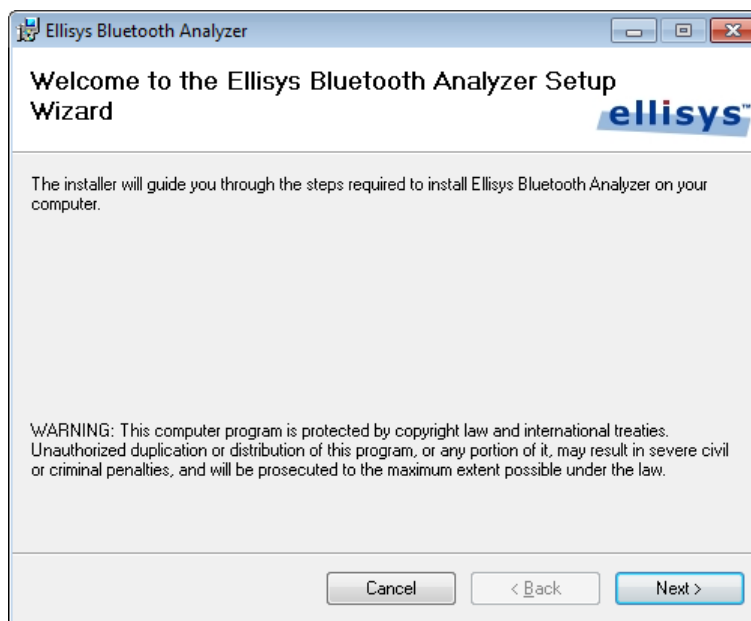 Ellisys Bluetooth Analyzer
Welcome to the Ellisys Bluetooth Analyzer Setup
Wizard
ellisys™
The installer will guide you through the steps required to install Ellisys Bluetooth Analyzer on your
computer.
WARNING: This computer program is protected by copyright law and international treaties.
Unauthorized duplication or distribution of this program, or any portion of it, may result in severe civil
or criminal penalties, and will be prosecuted to the maximum extent possible under the law.
Cancel
< Back
Next >